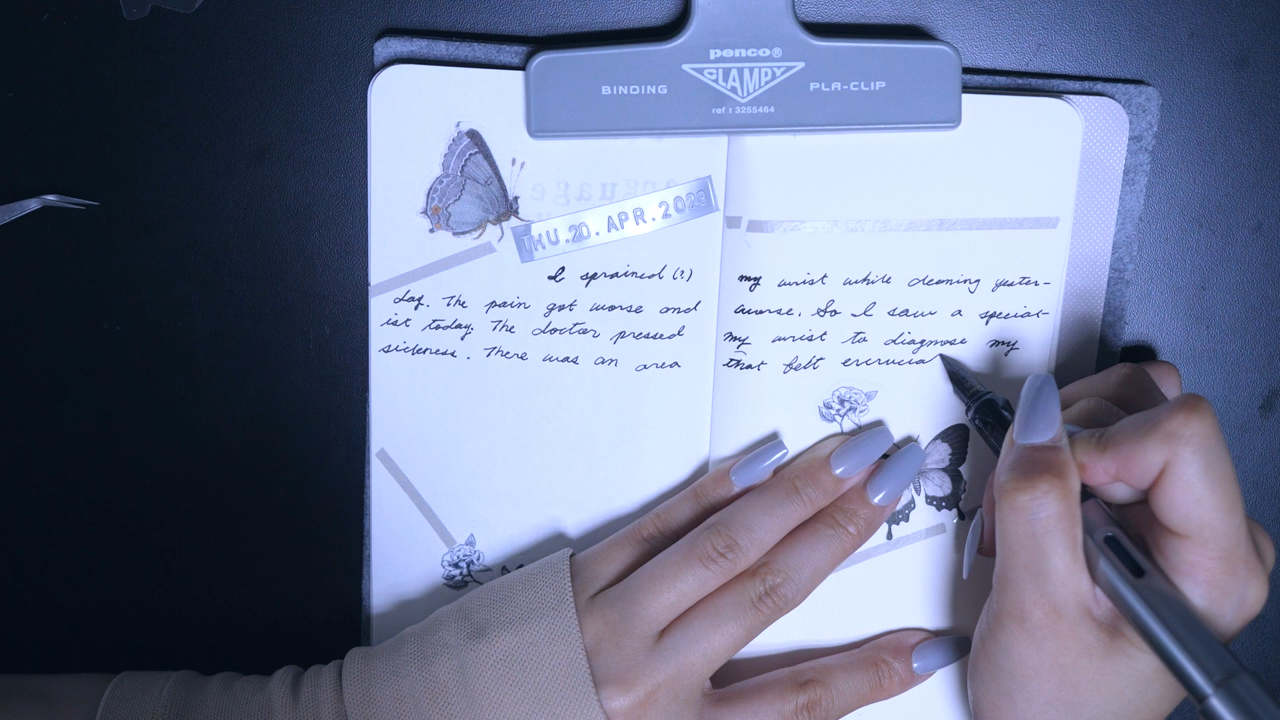 penco®
CLAMPY
BINDING PLA-CLIP
ref : 3255464
THU.20.APR.2023
I sprained (?) my wrist while cleaning yester-
day. The pain got worse and worse. So I saw a special-
ist today. The doctor pressed my wrist to diagnose my
sickness. There was an area that felt excrucia